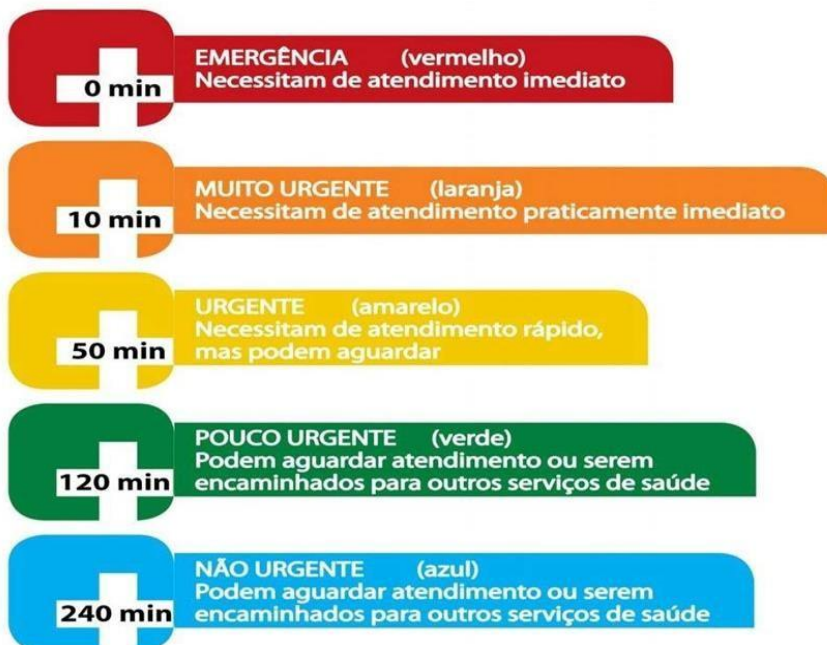 0 min
EMERGÊNCIA (vermelho)
Necessitam de atendimento imediato
10 min
MUITO URGENTE (laranja)
Necessitam de atendimento praticamente imediato
50 min
URGENTE (amarelo)
Necessitam de atendimento rápido,
mas podem aguardar
120 min
POUCO URGENTE (verde)
Podem aguardar atendimento ou serem
encaminhados para outros serviços de saúde
240 min
NÃO URGENTE (azul)
Podem aguardar atendimento ou serem
encaminhados para outros serviços de saúde